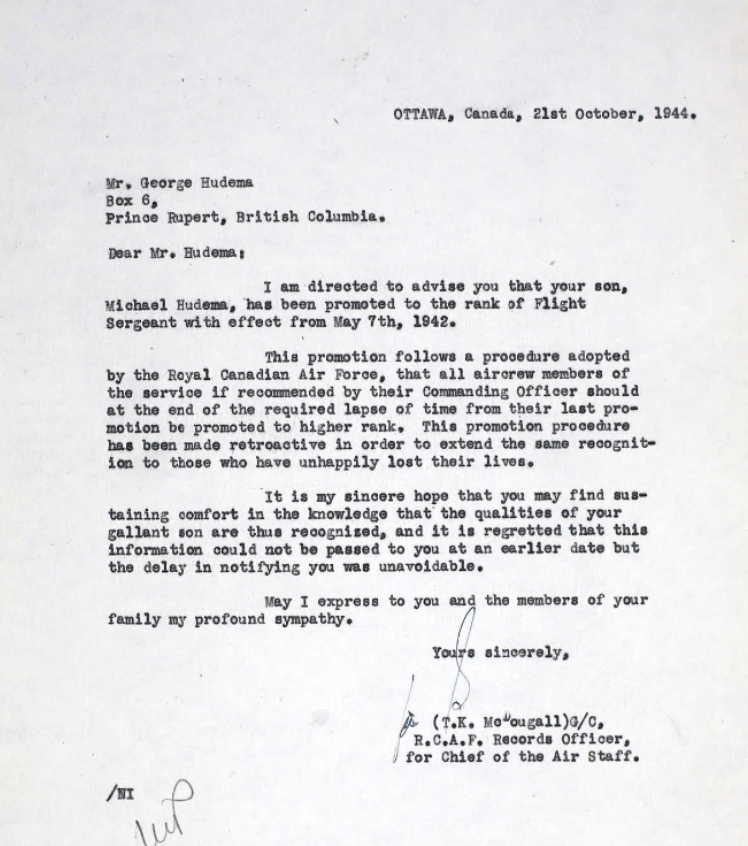 OTTAWA, Canada, 21st October, 1944.
Mr. George Hudema
Box 6,
Prince Rupert, British Columbia.
Dear Mr. Hudema:
I am directed to advise you that your son,
Michael Hudema, has been promoted to the rank of Flight
Sergeant with effect from May 7th, 1942.
This promotion follows a procedure adopted
by the Royal Canadian Air Force, that all aircrew members of
the service if recommended by their Commanding Officer should
at the end of the required lapse of time from their last pro-
motion be promoted to higher rank. This promotion procedure
has been made retroactive in order to extend the same recognit-
ion to those who have unhappily lost their lives.
It is my sincere hope that you may find sus-
taining comfort in the knowledge that the qualities of your
gallant son are thus recognized, and it is regretted that this
information could not be passed to you at an earlier date but
the delay in notifying you was unavoidable.
May I express to you and the members of your
family my profound sympathy.
Yours sincerely,
(T.K. McDougall)G/C,
R.C.A.F. Records Officer,
for Chief of the Air Staff.
/NI